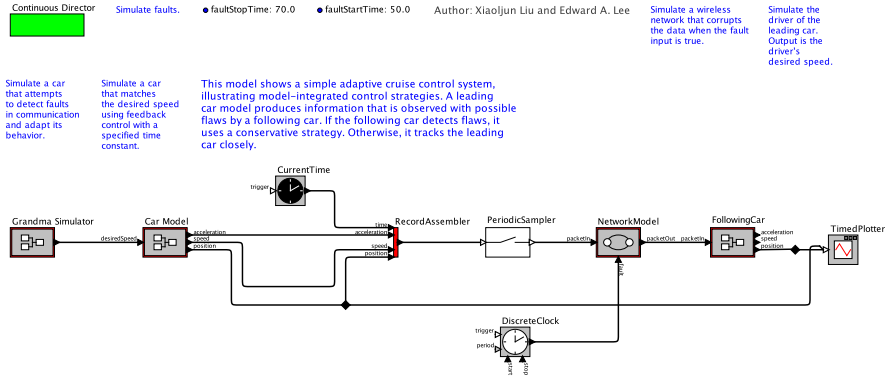 Continuous Director
Simulate faults.
faultStopTime: 70.0
faultStartTime: 50.0
Author: Xiaoljun Liu and Edward A. Lee
Simulate a wireless
network that corrupts
the data when the fault
input is true.
Simulate the
driver of the
leading car.
Output is the
driver's
desired speed.
Simulate a car
that attempts
to detect faults
in communication
and adapt its
behavior.
Simulate a car
that matches
the desired speed
using feedback
control with a
specified time
constant.
This model shows a simple adaptive cruise control system,
illustrating model-integrated control strategies. A leading
car model produces information that is observed with possible
flaws by a following car. If the following car detects flaws, it
uses a conservative strategy. Otherwise, it tracks the leading
car closely.
CurrentTime
trigger
Grandma Simulator
Car Model
desiredSpeed
acceleration
speed
position
RecordAssembler
time
acceleration
speed
position
PeriodicSampler
NetworkModel
packetIn
packetOut
fault
FollowingCar
packetIn
acceleration
speed
position
TimedPlotter
DiscreteClock
trigger
period
start
stop